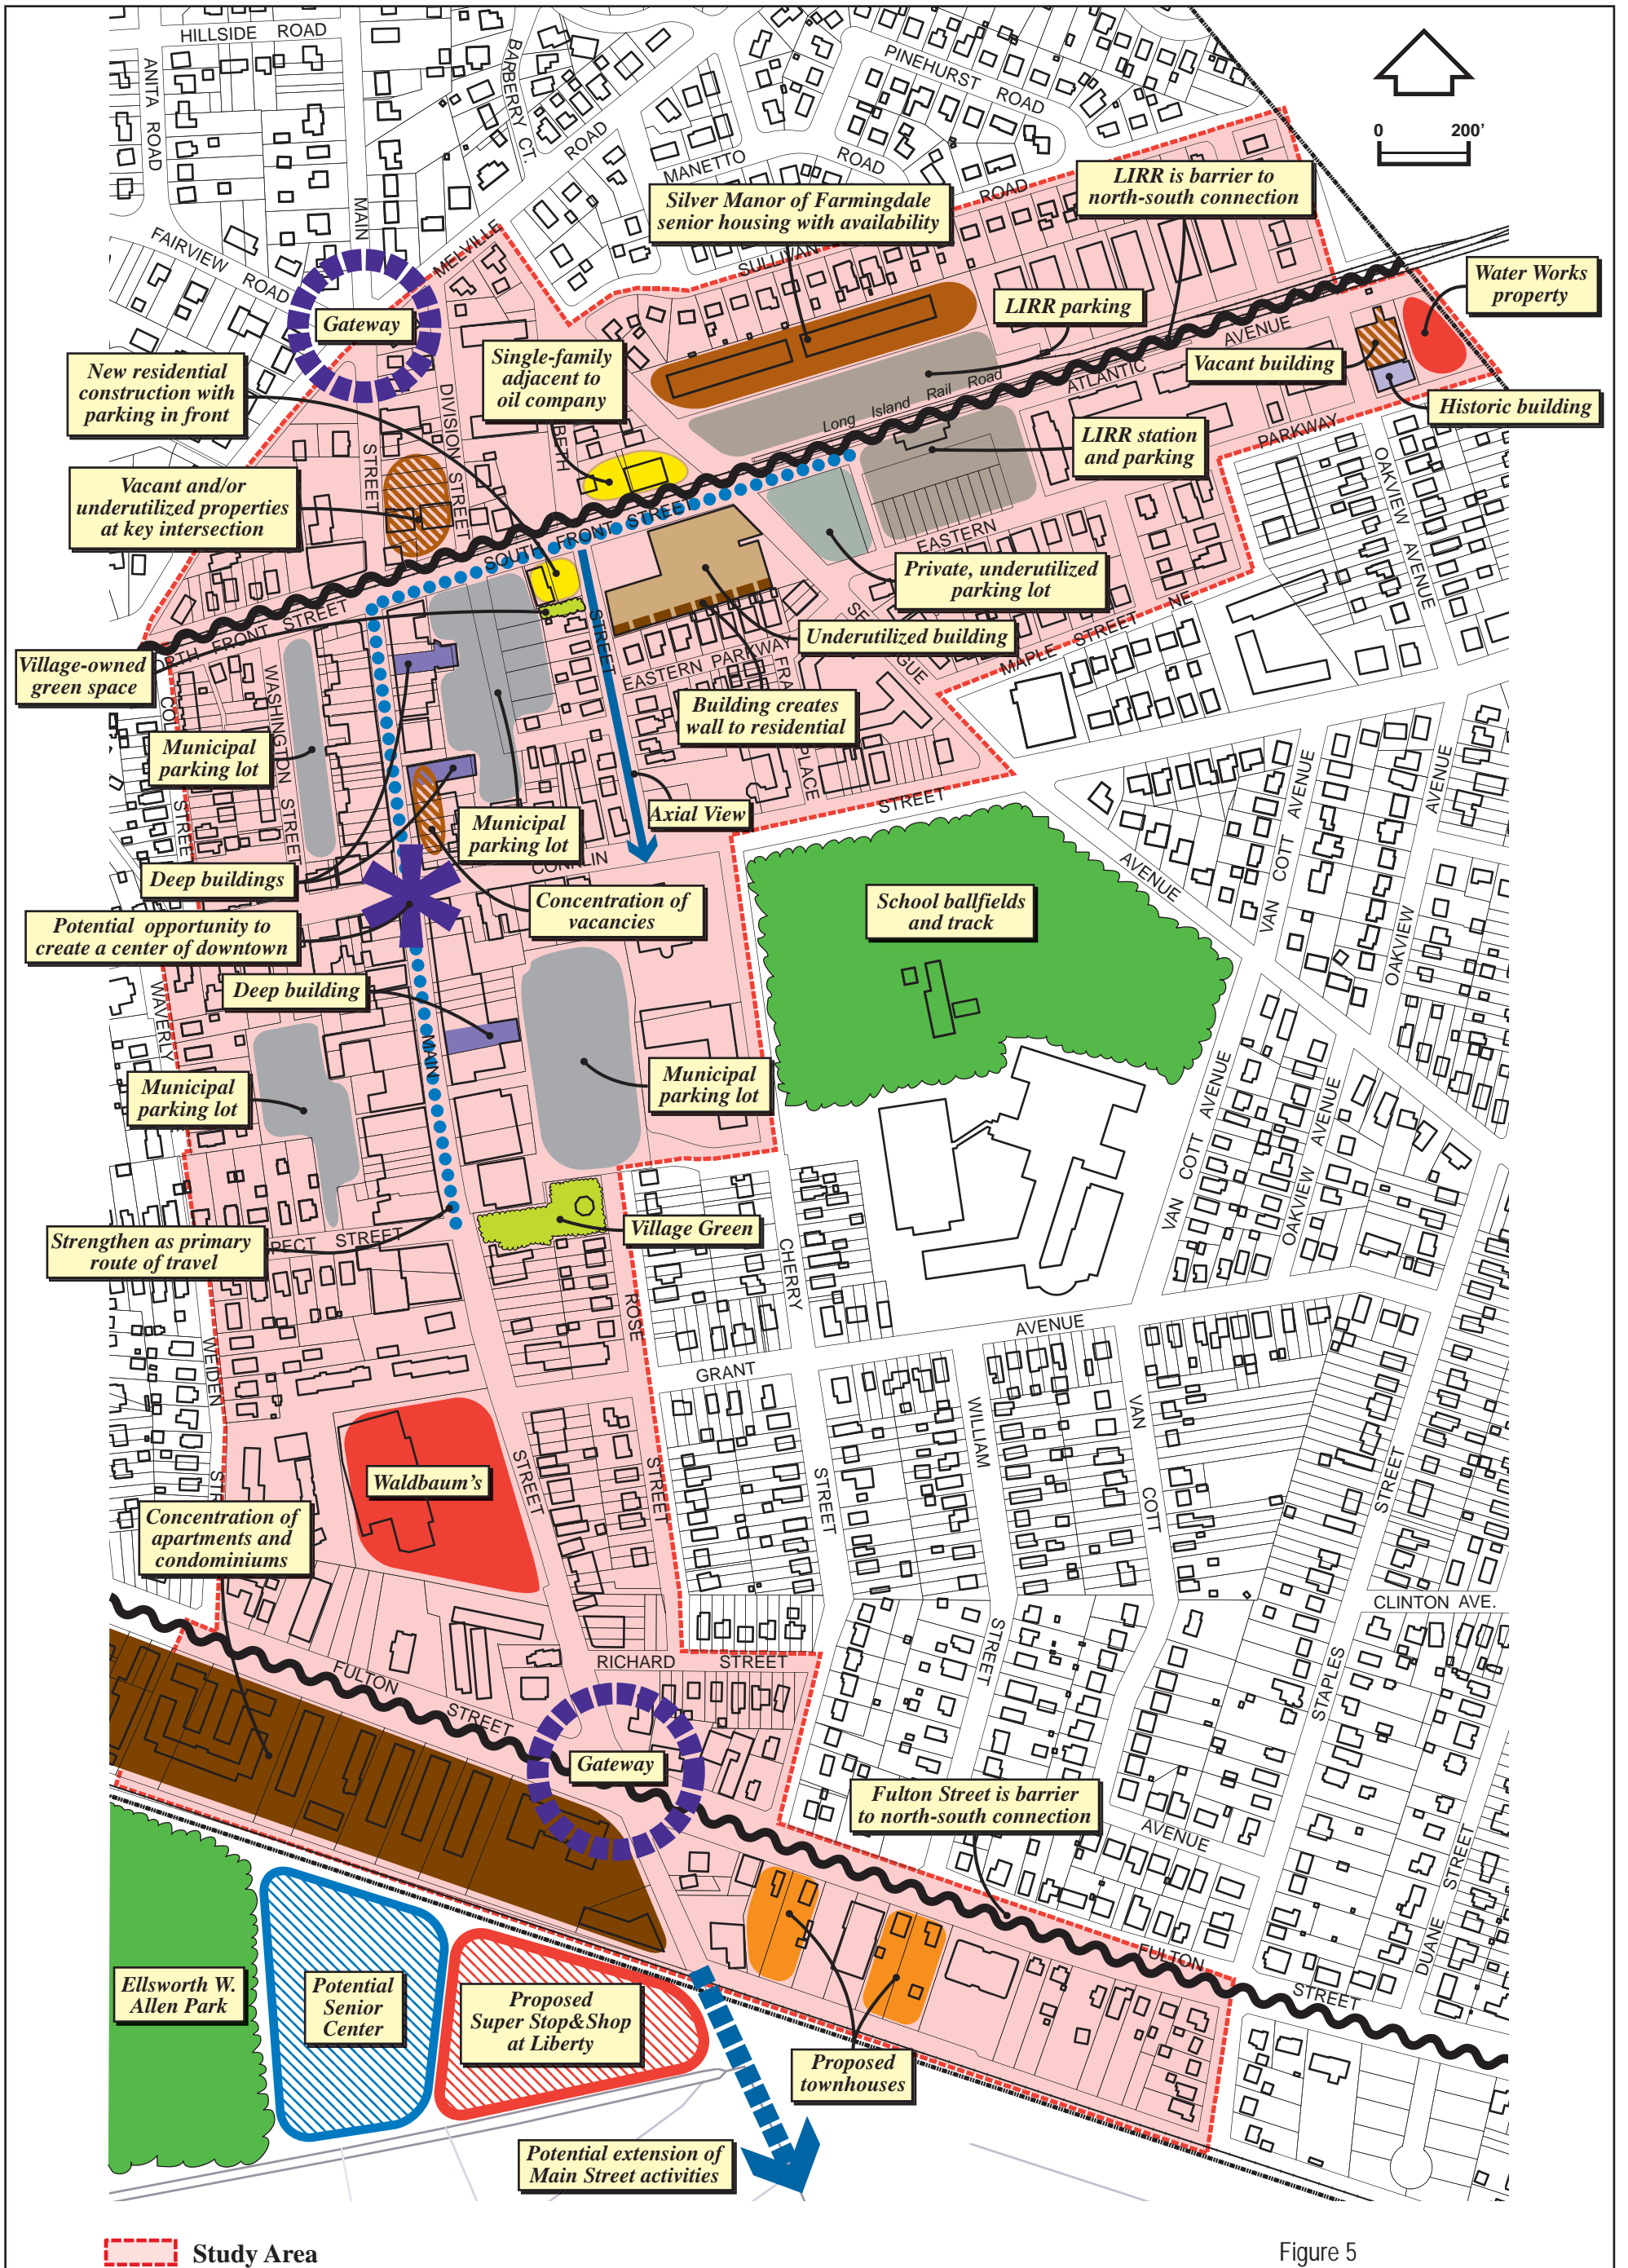 HILLSIDE ROAD
ANITA
ROAD
BARBERRY CT.
ROAD
MANETTO
ROAD
PINEHURST ROAD
ROAD
0 200'
MAIN
FAIRVIEW
ROAD
MELVILLE
SULLIVAN
Silver Manor of Farmingdale
senior housing with availability
LIRR is barrier to
north-south connection
Water Works
property
Gateway
LIRR parking
New residential
construction with
parking in front
Single-family
adjacent to
oil company
DIVISION
STREET
STREET
BETH
Long Island Rail Road
ATLANTIC
AVENUE
Vacant building
Historic building
PARKWAY
LIRR station
and parking
Vacant and/or
underutilized properties
at key intersection
SOUTH FRONT STREET
EASTERN
OAKVIEW
AVENUE
Private, underutilized
parking lot
Underutilized building
MAPLE STREET
NE
ORTH FRONT STREET
Village-owned
green space
STREET
EASTERN PARKWAY
Building creates
wall to residential
PLACE
WASHINGTON
STREET
Municipal
parking lot
Municipal
parking lot
Axial View
STREET
CONKLIN
Deep buildings
Concentration of
vacancies
Potential opportunity to
create a center of downtown
School ballfields
and track
AVENUE
VAN COTT AVENUE
OAKVIEW
AVENUE
Deep building
WAVERLY
MAIN
Municipal
parking lot
Municipal
parking lot
VAN COTT AVENUE
OAKVIEW AVENUE
Village Green
Strengthen as primary
route of travel
PECT STREET
CHERRY
ROSE
WEIDEN
GRANT
AVENUE
WILLIAM
VAN
COTT
STREET
STREET
STREET
STREET
Waldbaum's
Concentration of
apartments and
condominiums
CLINTON AVE.
RICHARD STREET
FULTON
STREET
STREET
STAPLES
Gateway
Fulton Street is barrier
to north-south connection
AVENUE
STREET
DUANE
FULTON
STREET
Ellsworth W.
Allen Park
Potential
Senior
Center
Proposed
Super Stop&Shop
at Liberty
Proposed
townhouses
Potential extension of
Main Street activities
Study Area
Figure 5